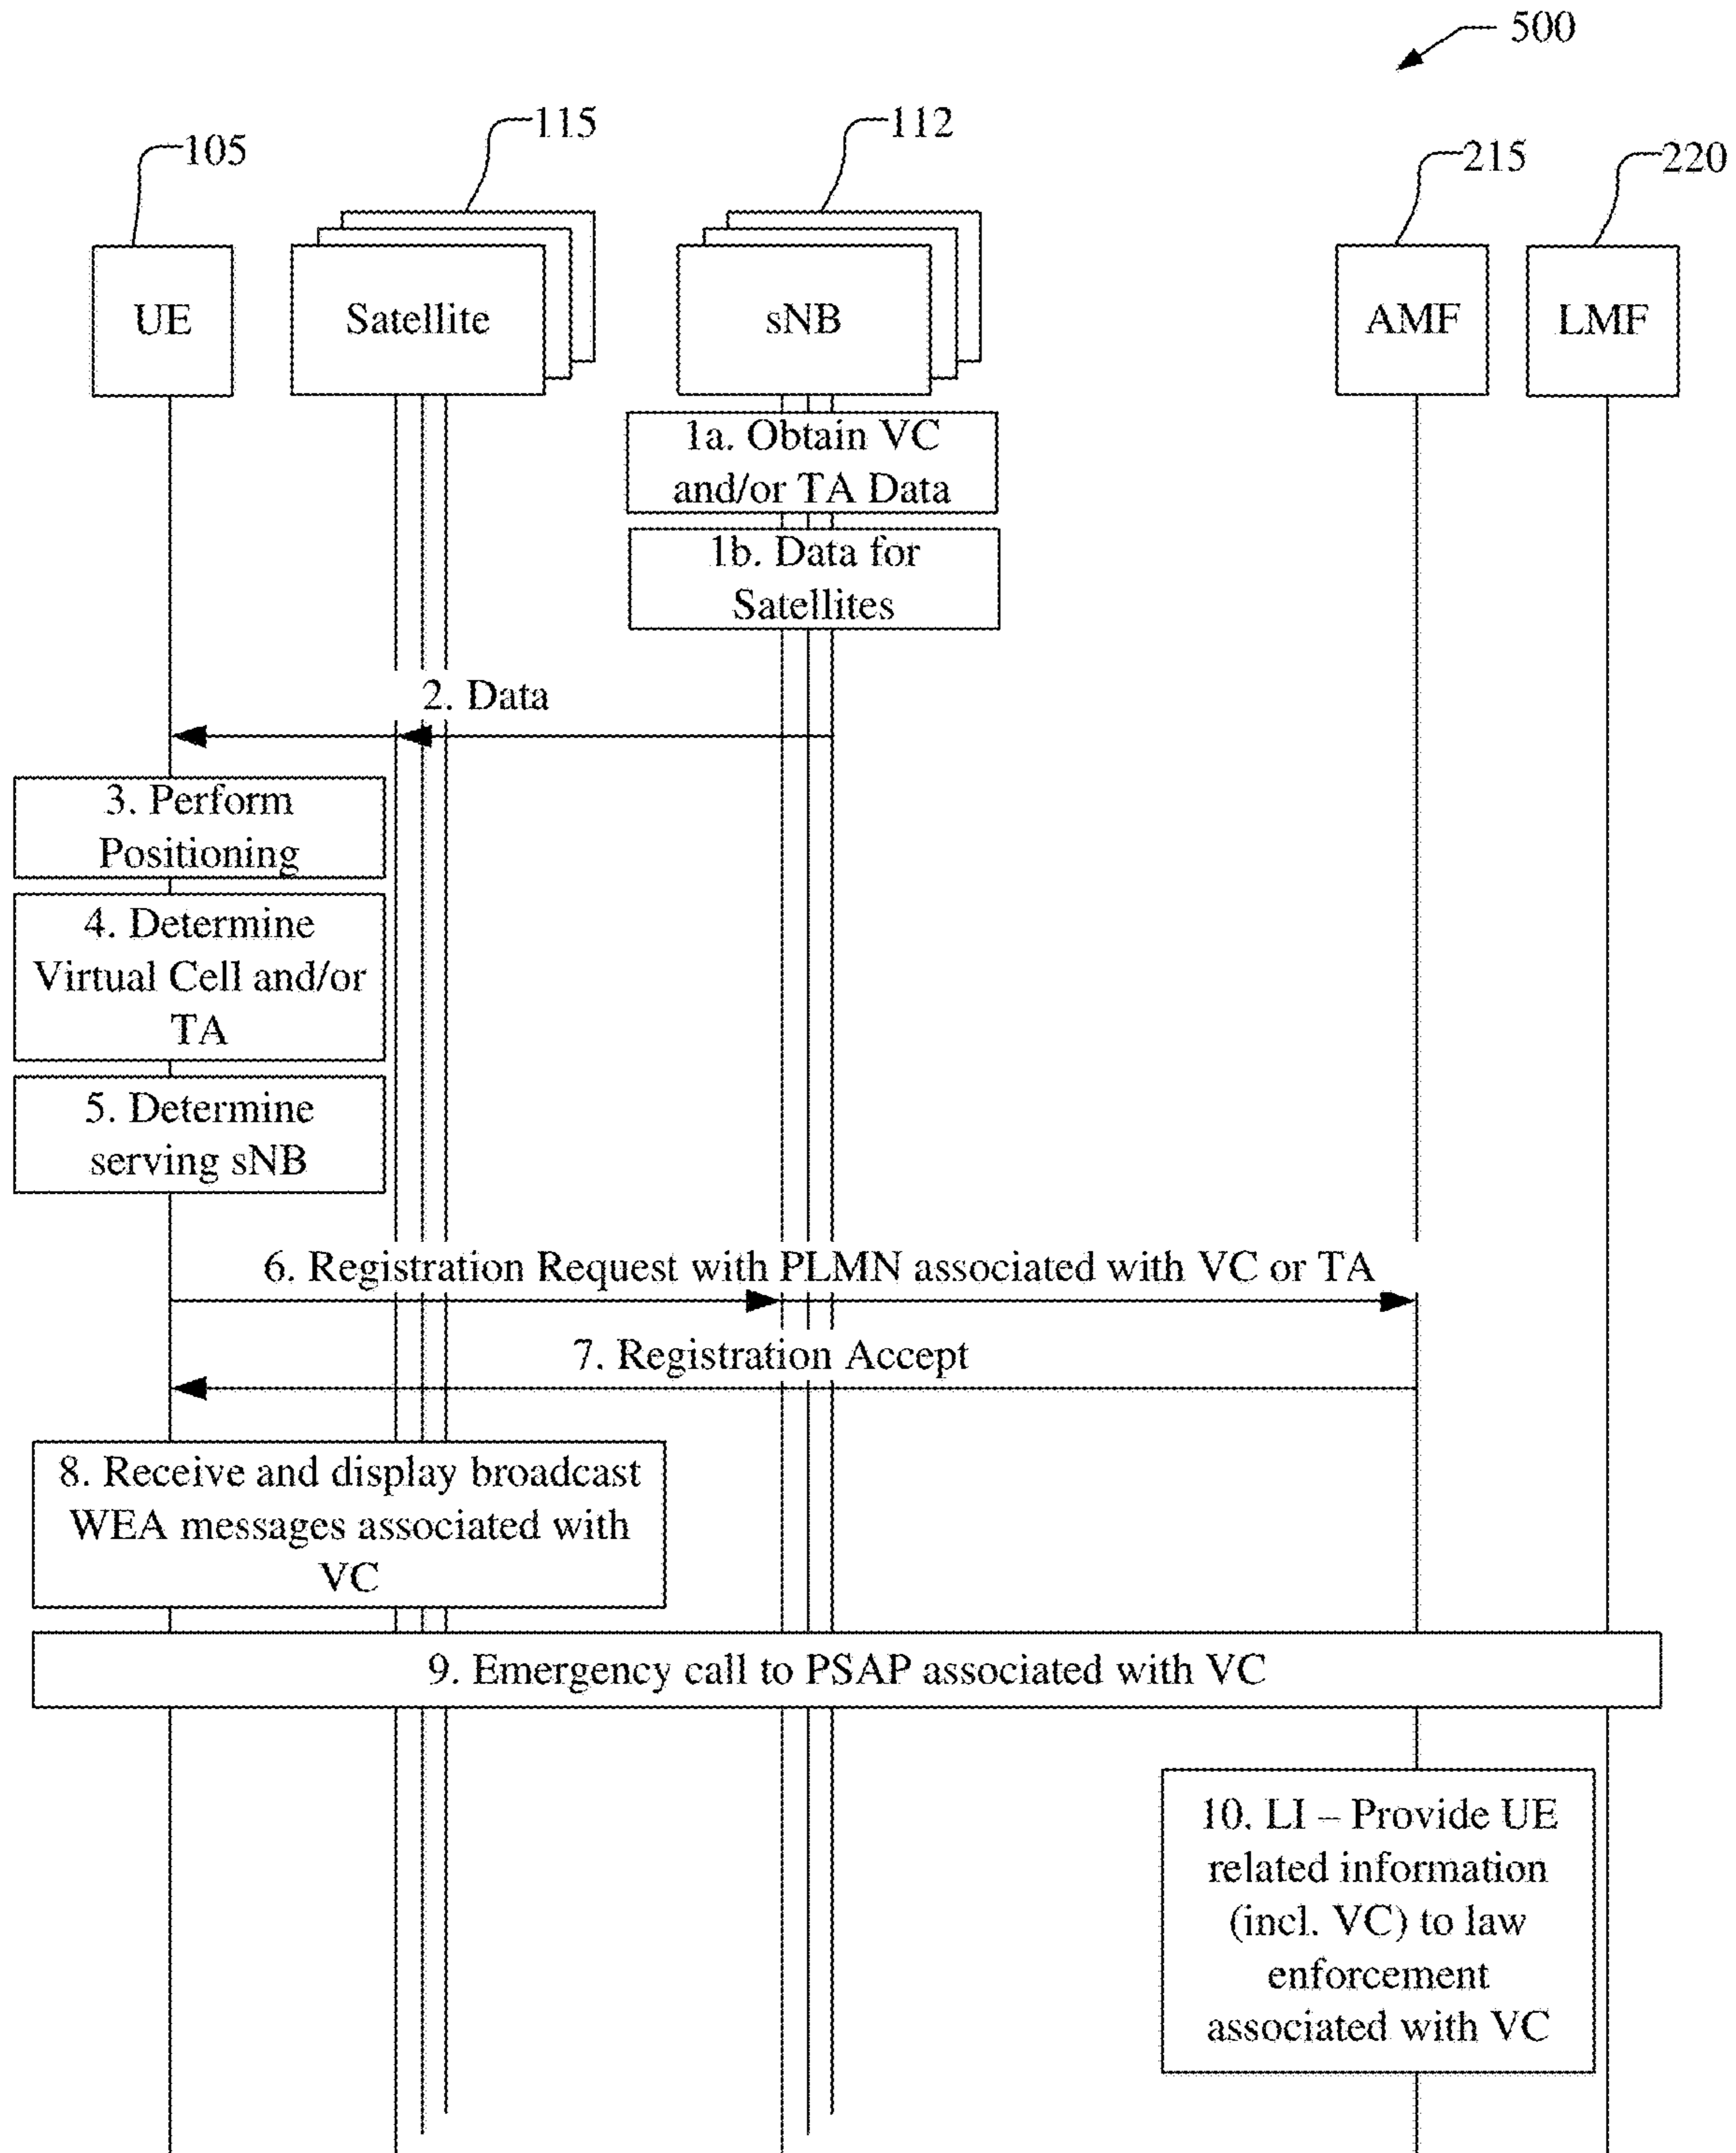 500
115
112
105
215
220
UE
Satellite
sNB
AMF
LMF
1a. Obtain VC
and/or TA Data
1b. Data for
Satellites
2. Data
3. Perform
Positioning
4. Determine
Virtual Cell and/or
TA
5. Determine
serving sNB
6. Registration Request with PLMN associated with VC or TA
7. Registration Accept
8. Receive and display broadcast
WEA messages associated with
VC
9. Emergency call to PSAP associated with VC
10. LI – Provide UE
related information
(incl. VC) to law
enforcement
associated with VC